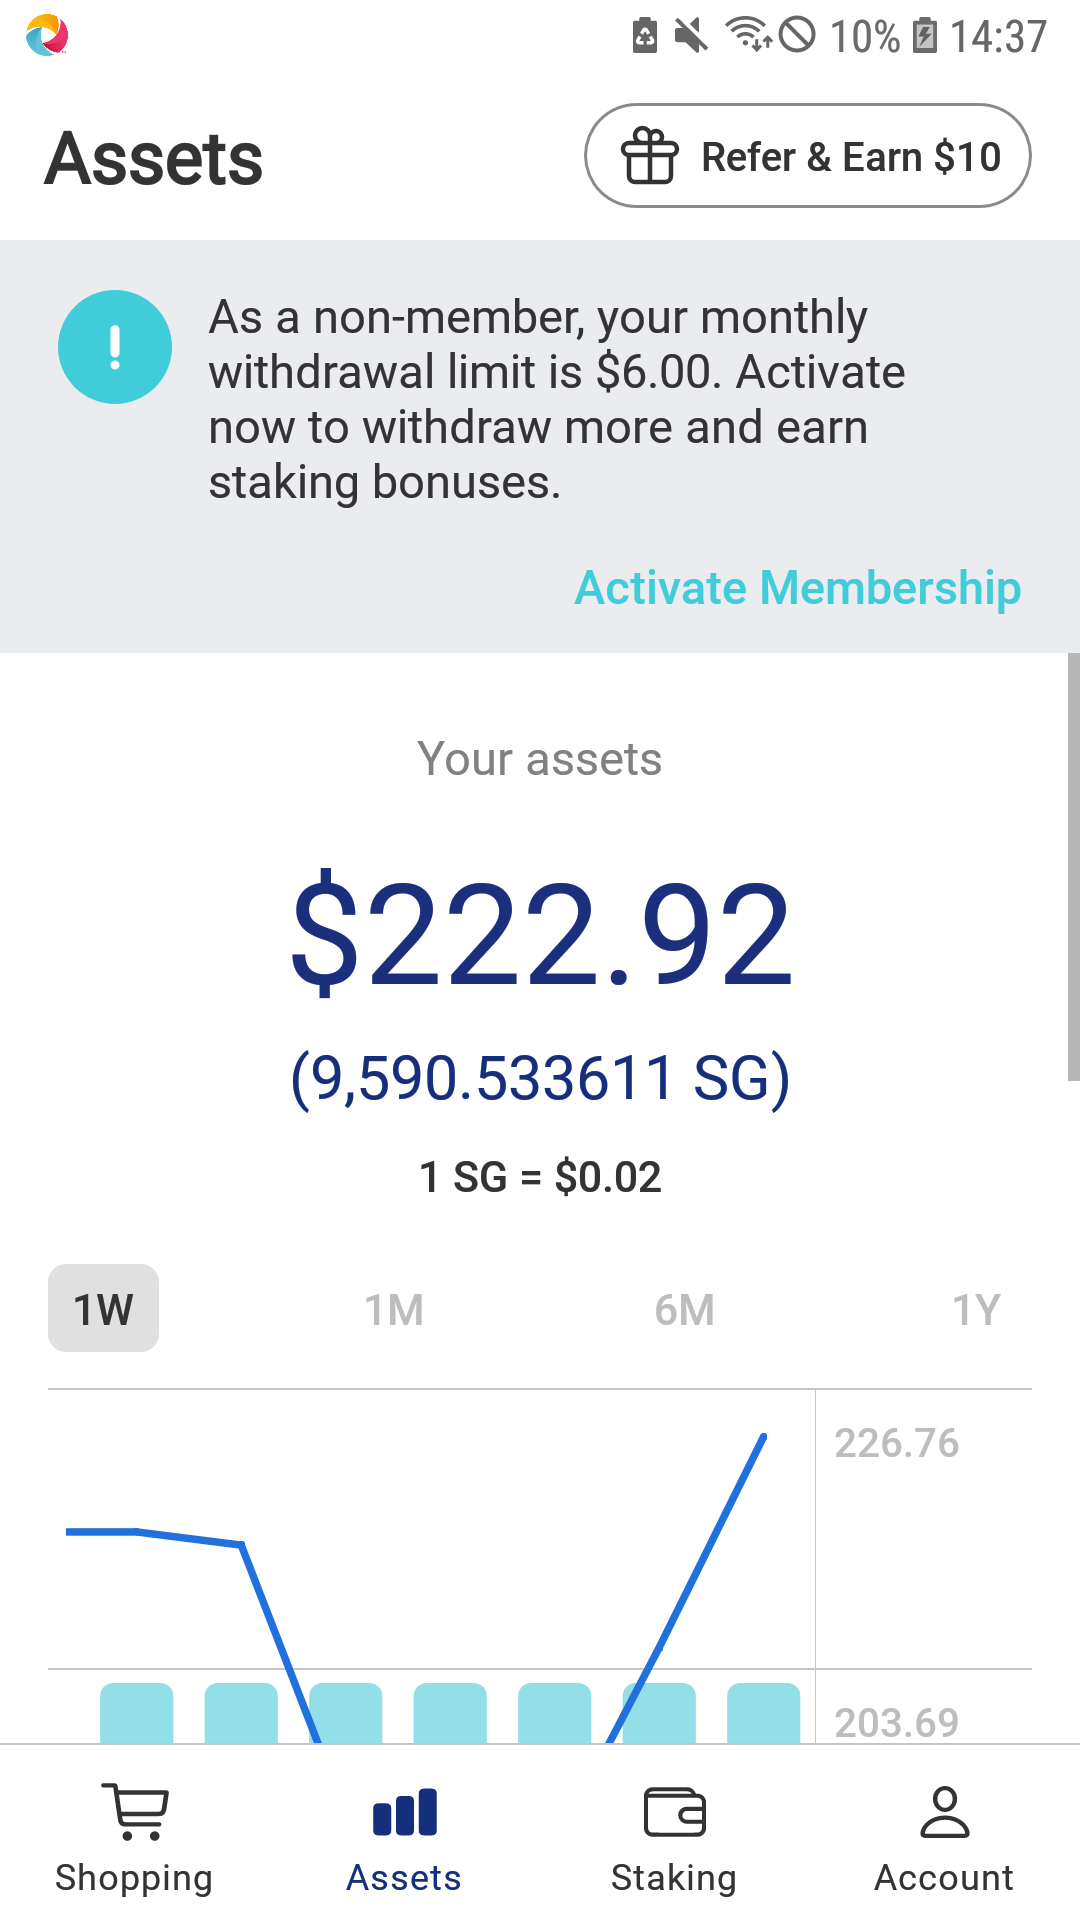 10% 14:37
Assets
Refer & Earn $10
As a non-member, your monthly
withdrawal limit is $6.00. Activate
now to withdraw more and earn
staking bonuses.
Activate Membership
Your assets
$222.92
(9,590.533611 SG)
1 SG = $0.02
1W 1M 6M 1Y
226.76
203.69
Shopping Assets Staking Account